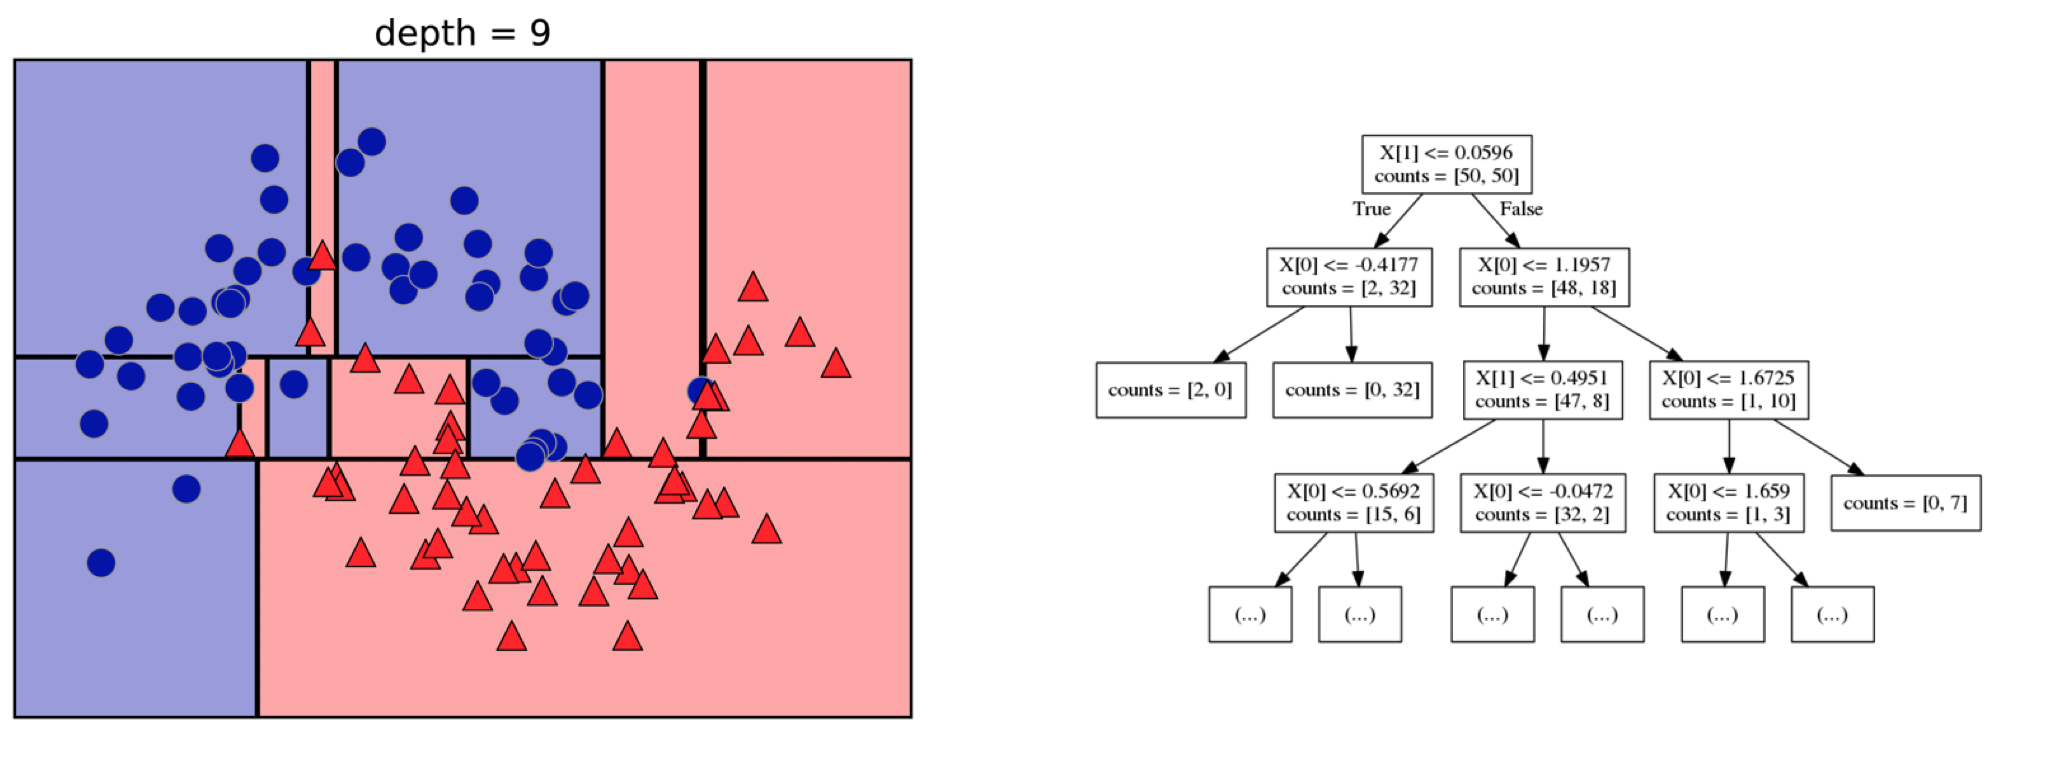 depth = 9
X[1] <= 0.0596
counts = [50, 50]
True
False
X[0] <= -0.4177
counts = [2, 32]
X[0] <= 1.1957
counts = [48, 18]
counts = [2, 0]
counts = [0, 32]
X[1] <= 0.4951
counts = [47, 8]
X[0] <= 1.6725
counts = [1, 10]
X[0] <= 0.5692
counts = [15, 6]
X[0] <= -0.0472
counts = [32, 2]
X[0] <= 1.659
counts = [1, 3]
counts = [0, 7]
(...)
(...)
(...)
(...)
(...)
(...)